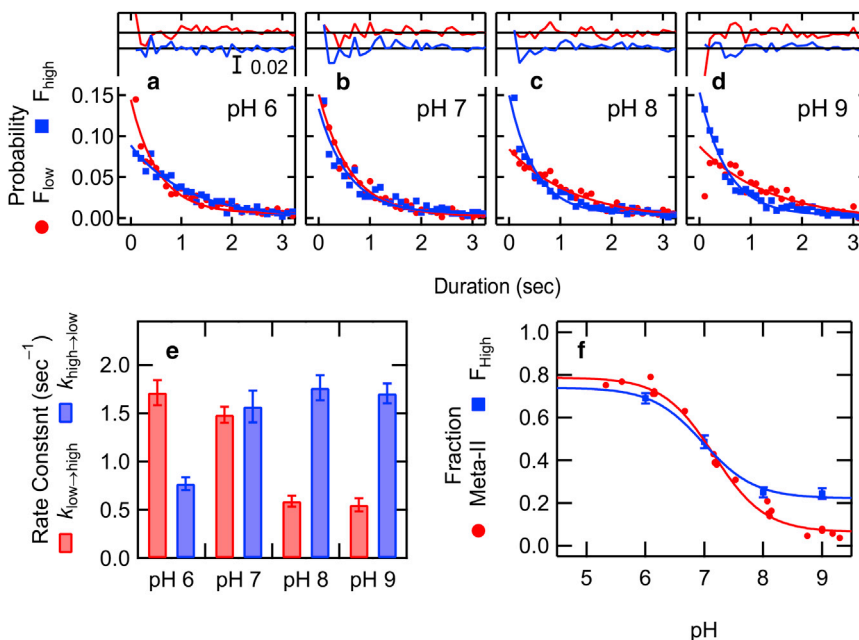 0.02
a
b
c
d
pH 6
pH 7
pH 8
pH 9
F_high
F_low
Probability
0.15
0.10
0.05
0.00
0 1 2 3
0 1 2 3
0 1 2 3
0 1 2 3
Duration (sec)
e
k_high→low
k_low→high
Rate Constsnt (sec⁻¹)
2.0
1.5
1.0
0.5
0.0
pH 6 pH 7 pH 8 pH 9
f
F_High
Meta-II
Fraction
1.0
0.8
0.6
0.4
0.2
0.0
5 6 7 8 9
pH